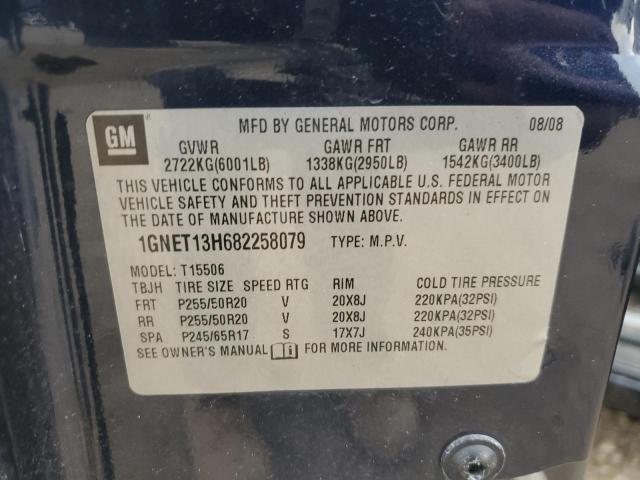 GM
MFD BY GENERAL MOTORS CORP. 08/08
GVWR GAWR FRT GAWR RR
2722KG(6001LB) 1338KG(2950LB) 1542KG(3400LB)
THIS VEHICLE CONFORMS TO ALL APPLICABLE U.S. FEDERAL MOTOR
VEHICLE SAFETY AND THEFT PREVENTION STANDARDS IN EFFECT ON
THE DATE OF MANUFACTURE SHOWN ABOVE.
1GNET13H682258079 TYPE: M.P.V.
MODEL: T15506
TBJH TIRE SIZE SPEED RTG RIM COLD TIRE PRESSURE
FRT P255/50R20 V 20X8J 220KPA(32PSI)
RR P255/50R20 V 20X8J 220KPA(32PSI)
SPA P245/65R17 S 17X7J 240KPA(35PSI)
SEE OWNER'S MANUAL FOR MORE INFORMATION.